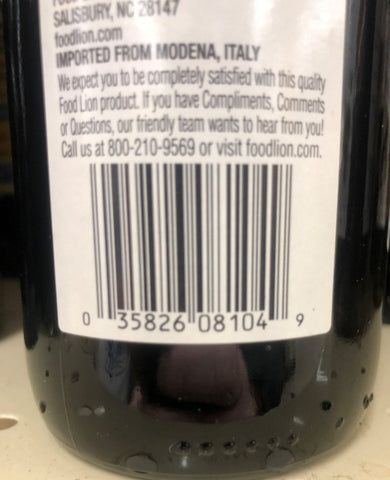 SALISBURY, NC 28147
foodlion.com
IMPORTED FROM MODENA, ITALY
We expect you to be completely satisfied with this quality
Food Lion product. If you have Compliments, Comments
or Questions, our friendly team wants to hear from you!
Call us at 800-210-9569 or visit foodlion.com.
0 35826 08104 9